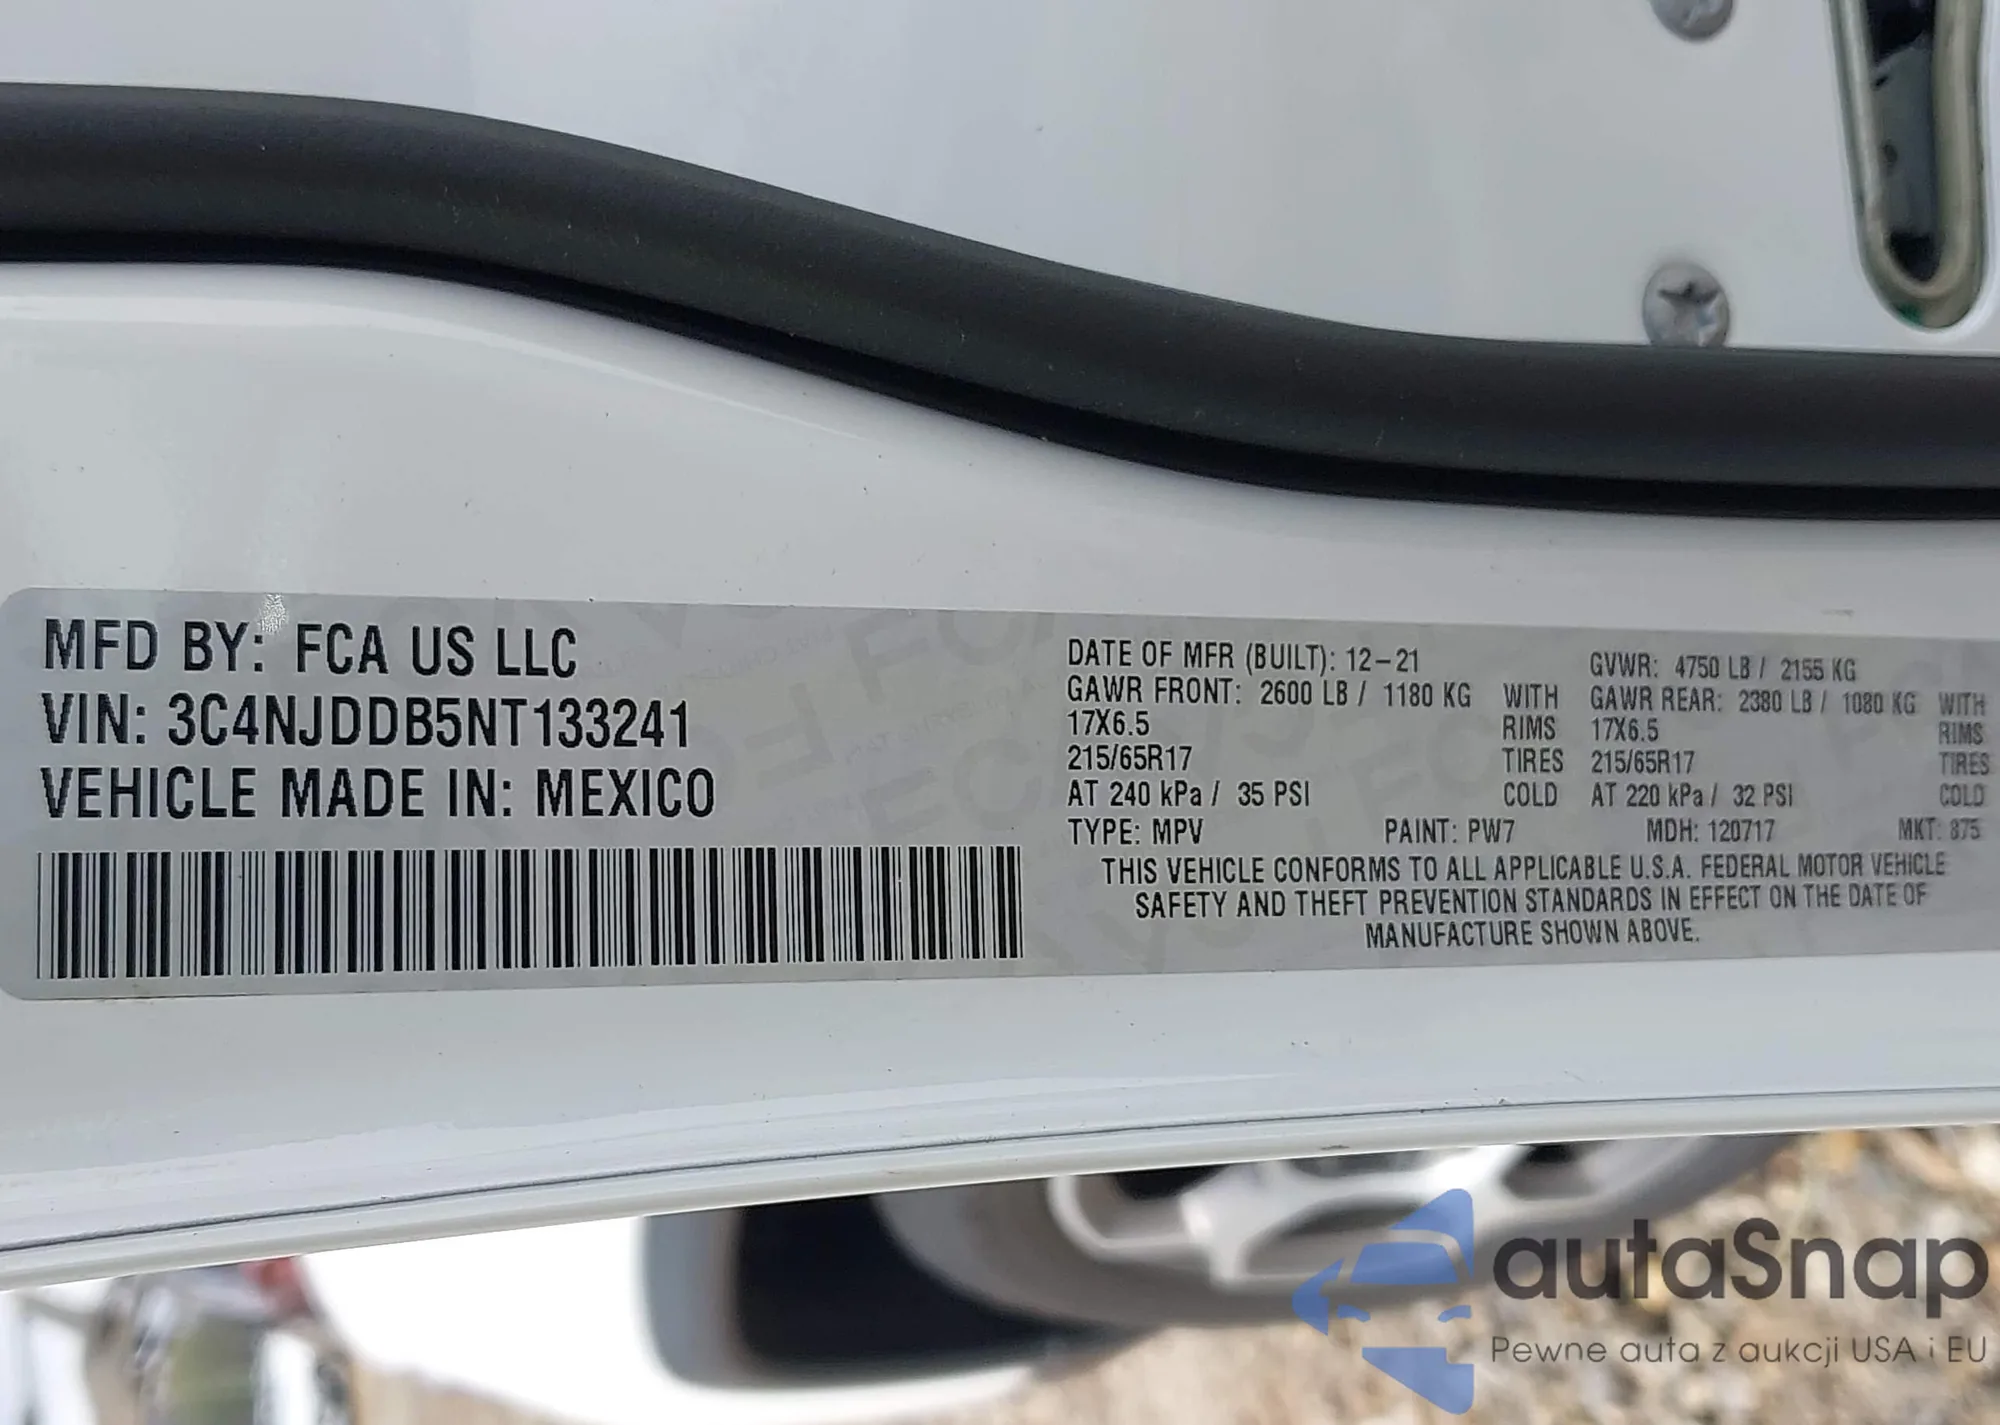 MFD BY: FCA US LLC
VIN: 3C4NJDDB5NT133241
VEHICLE MADE IN: MEXICO
DATE OF MFR (BUILT): 12-21 GVWR: 4750 LB / 2155 KG
GAWR FRONT: 2600 LB / 1180 KG WITH GAWR REAR: 2380 LB / 1080 KG WITH
17X6.5 RIMS 17X6.5 RIMS
215/65R17 TIRES 215/65R17 TIRES
AT 240 kPa / 35 PSI COLD AT 220 kPa / 32 PSI COLD
TYPE: MPV PAINT: PW7 MDH: 120717 MKT: 875
THIS VEHICLE CONFORMS TO ALL APPLICABLE U.S.A. FEDERAL MOTOR VEHICLE
SAFETY AND THEFT PREVENTION STANDARDS IN EFFECT ON THE DATE OF
MANUFACTURE SHOWN ABOVE.
autaSnap
Pewne auta z aukcji USA i EU